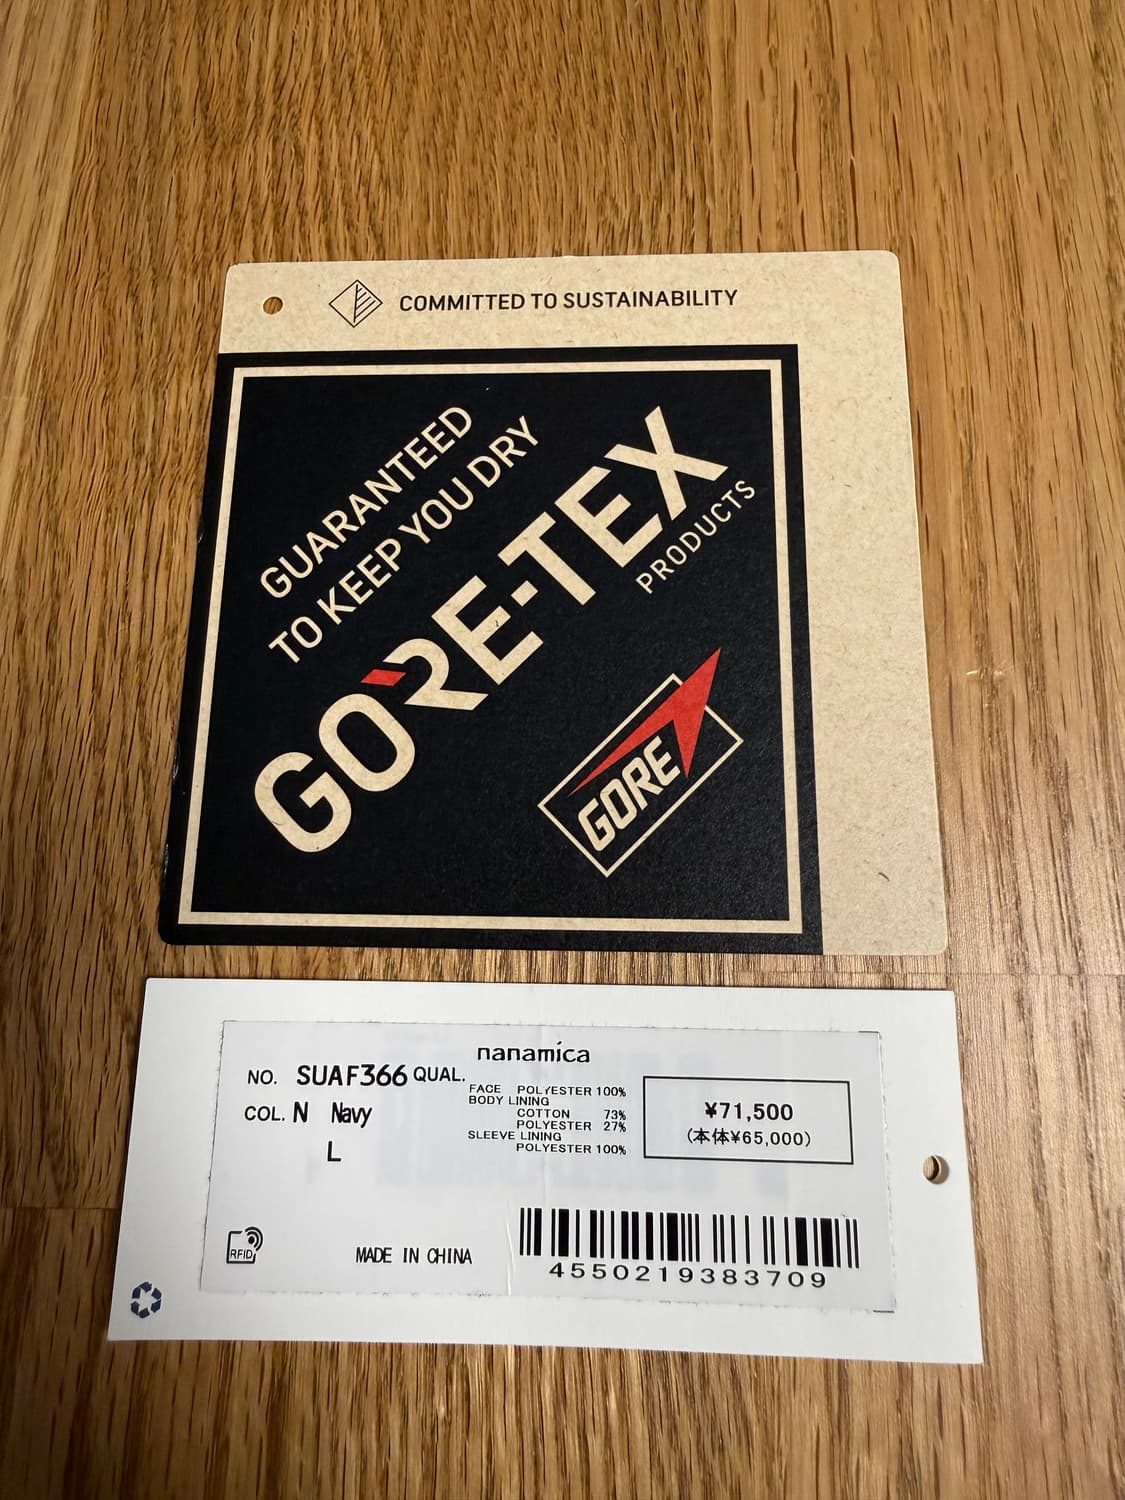 COMMITTED TO SUSTAINABILITY
GUARANTEED
TO KEEP YOU DRY
GORE-TEX
PRODUCTS
GORE
nanamica
NO. SUAF366 QUAL.
COL. N Navy
L
FACE POLYESTER 100%
BODY LINING
COTTON 73%
POLYESTER 27%
SLEEVE LINING
POLYESTER 100%
¥71,500
(本体¥65,000)
RFID
MADE IN CHINA
4550219383709